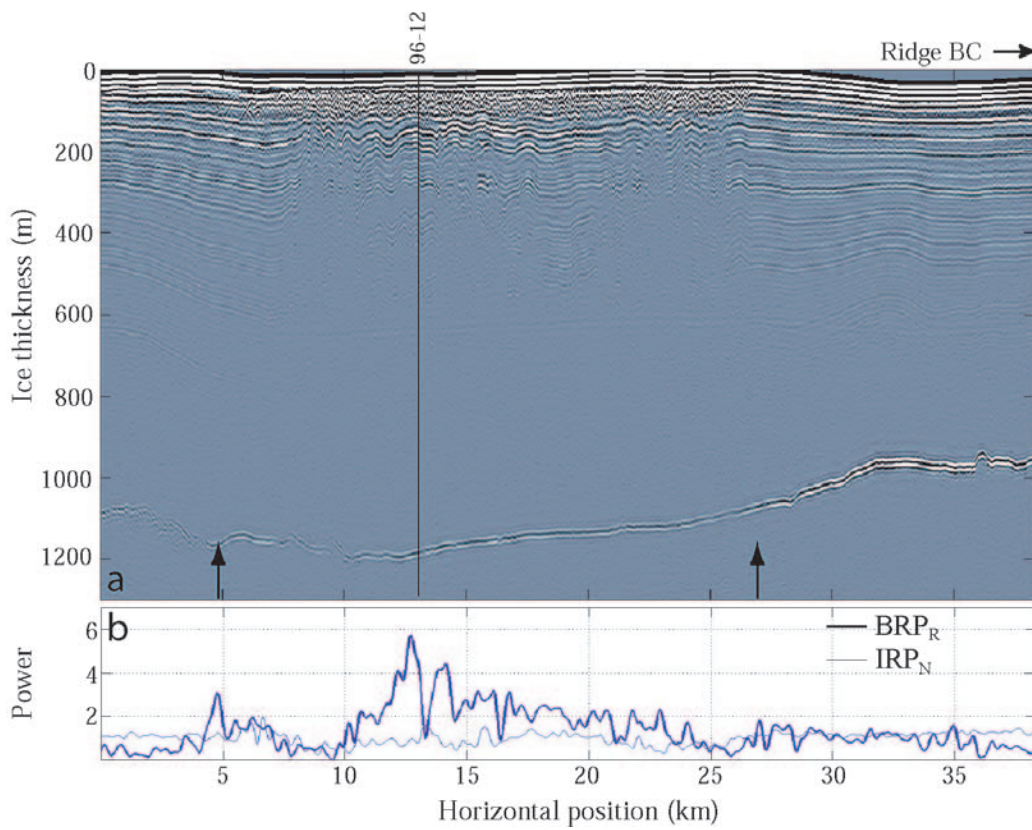 96-12
Ridge BC →
0
200
400
600
800
1000
1200
Ice thickness (m)
a
b
6
4
2
Power
BRP_R
IRP_N
5 10 15 20 25 30 35
Horizontal position (km)